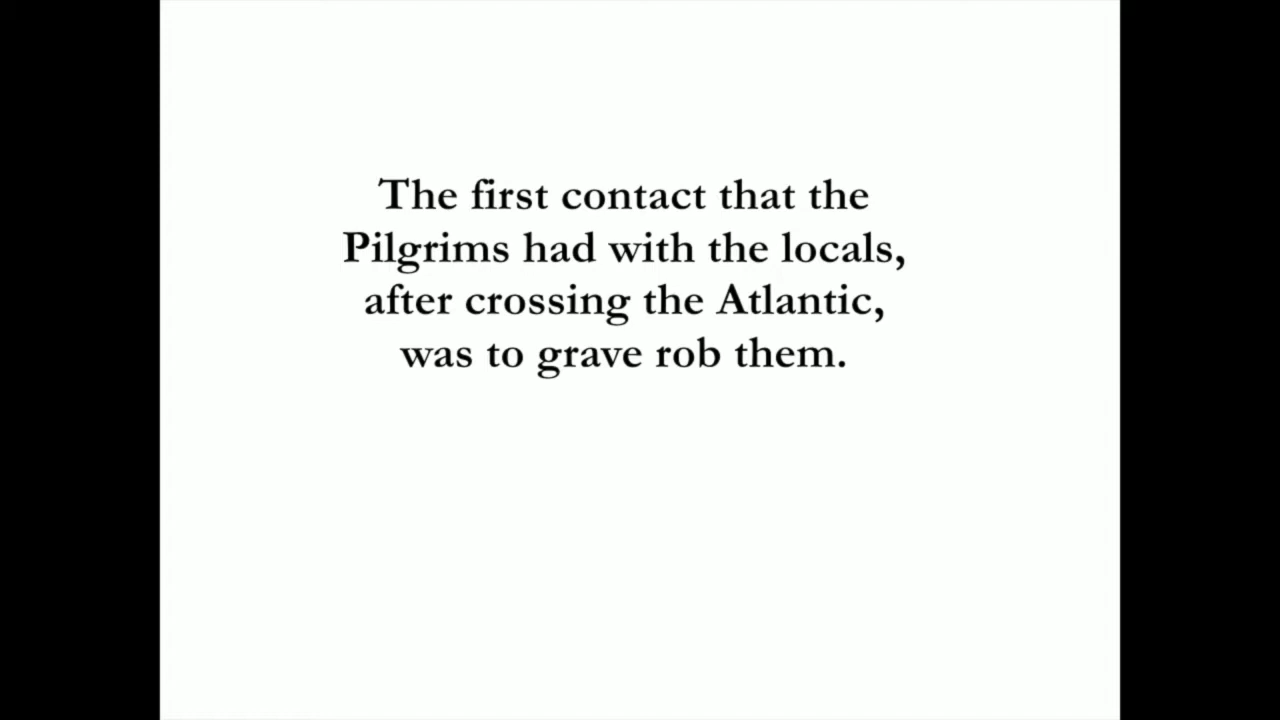 The first contact that the
Pilgrims had with the locals,
after crossing the Atlantic,
was to grave rob them.